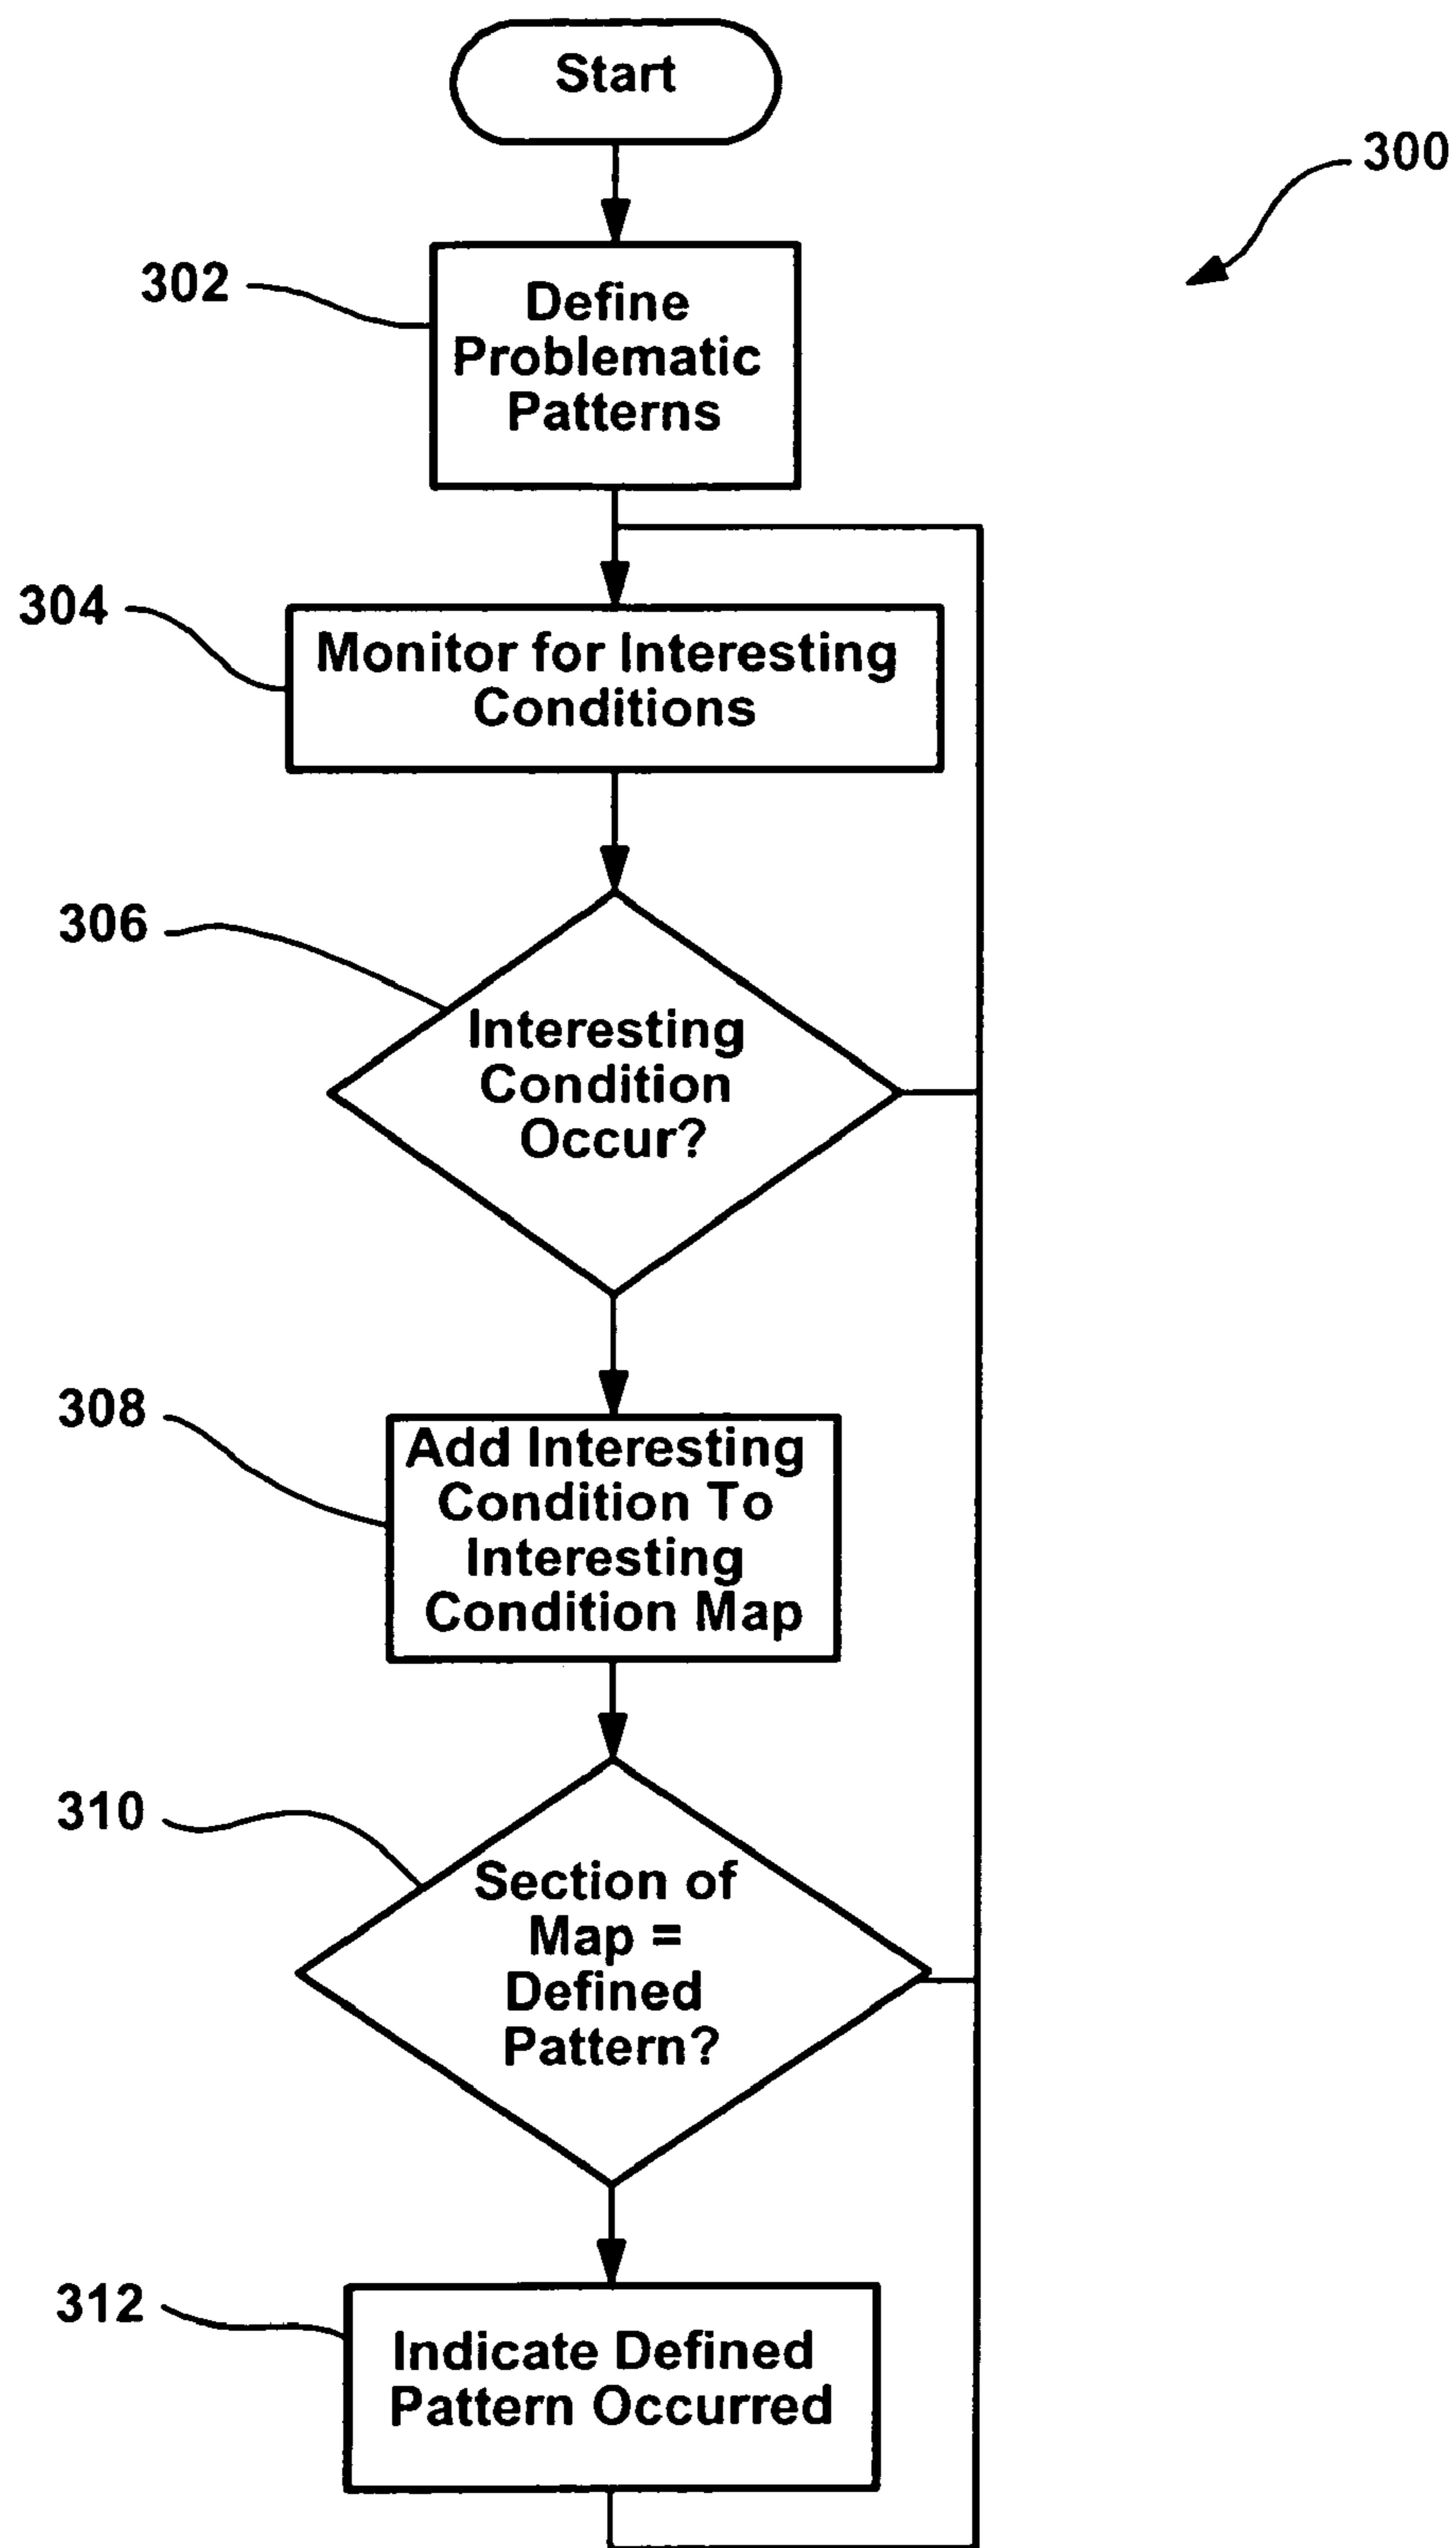 Start
300
302
Define
Problematic
Patterns
304
Monitor for Interesting
Conditions
306
Interesting
Condition
Occur?
308
Add Interesting
Condition To
Interesting
Condition Map
310
Section of
Map =
Defined
Pattern?
312
Indicate Defined
Pattern Occurred